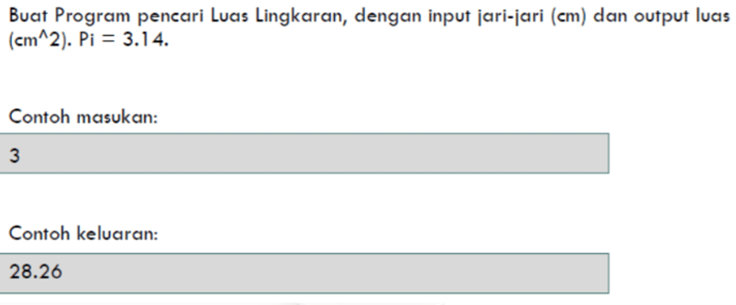 Buat Program pencari Luas Lingkaran, dengan input jari-jari (cm) dan output luas
(cm^2). Pi = 3.14.
Contoh masukan:
3
Contoh keluaran:
28.26